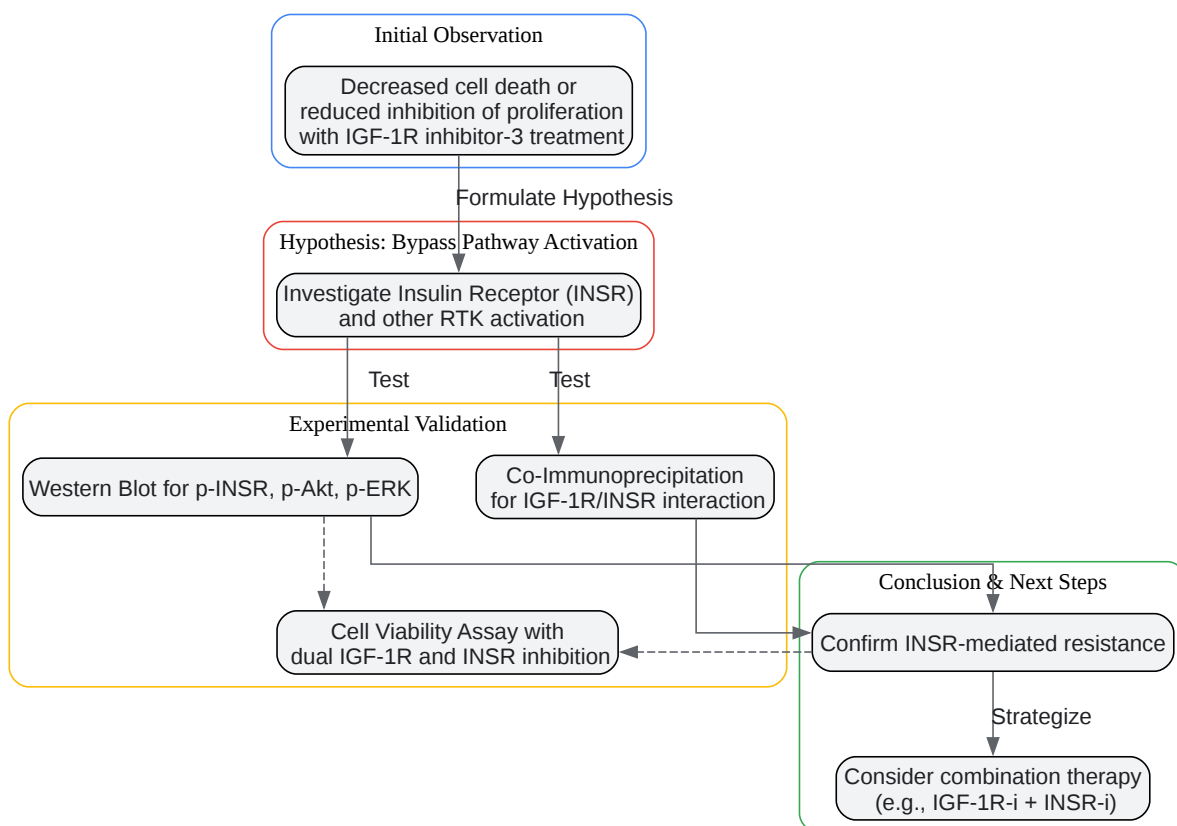 Initial Observation
Decreased cell death or
reduced inhibition of proliferation
with IGF-1R inhibitor-3 treatment
Formulate Hypothesis
Hypothesis: Bypass Pathway Activation
Investigate Insulin Receptor (INSR)
and other RTK activation
Test
Test
Experimental Validation
Western Blot for p-INSR, p-Akt, p-ERK
Co-Immunoprecipitation
for IGF-1R/INSR interaction
Conclusion & Next Steps
Cell Viability Assay with
dual IGF-1R and INSR inhibition
Confirm INSR-mediated resistance
Strategize
Consider combination therapy
(e.g., IGF-1R-i + INSR-i)